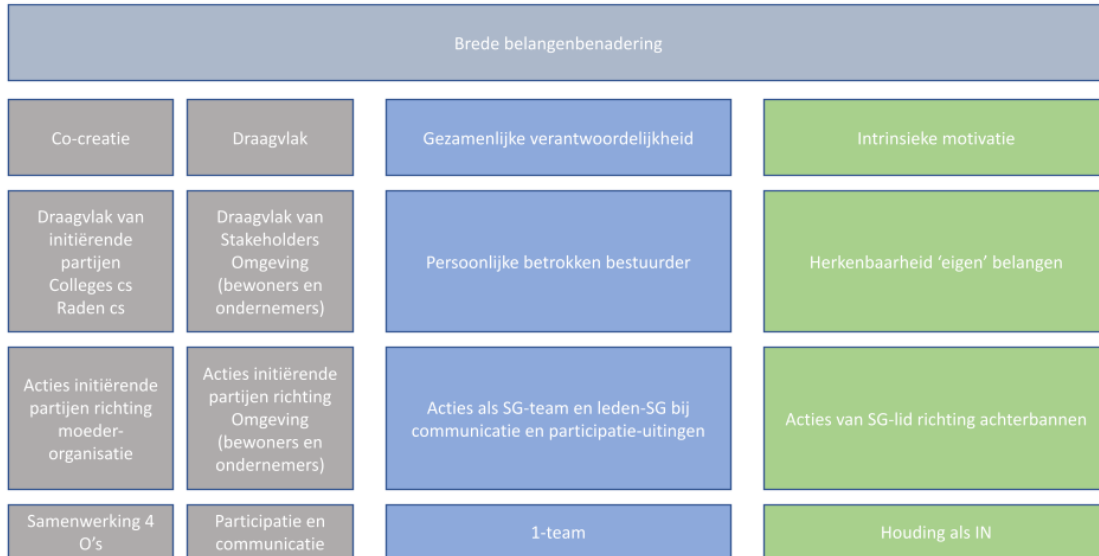 Brede belangenbenadering
Co-creatie
Draagvlak
Gezamenlijke verantwoordelijkheid
Intrinsieke motivatie
Draagvlak van
initiërende
partijen
Colleges cs
Raden cs
Draagvlak van
Stakeholders
Omgeving
(bewoners en
ondernemers)
Persoonlijke betrokken bestuurder
Herkenbaarheid ‘eigen’ belangen
Acties initiërende
partijen richting
moeder-
organisatie
Acties initiërende
partijen richting
Omgeving
(bewoners en
ondernemers)
Acties als SG-team en leden-SG bij
communicatie en participatie-uitingen
Acties van SG-lid richting achterbannen
Samenwerking 4
O’s
Participatie en
communicatie
1-team
Houding als IN